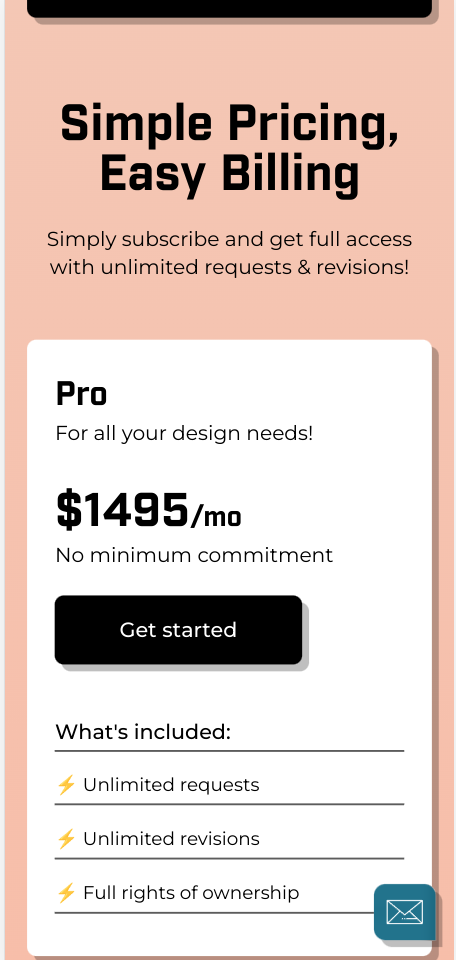 Simple Pricing,
Easy Billing
Simply subscribe and get full access
with unlimited requests & revisions!
Pro
For all your design needs!
$1495/mo
No minimum commitment
Get started
What's included:
⚡ Unlimited requests
⚡ Unlimited revisions
⚡ Full rights of ownership